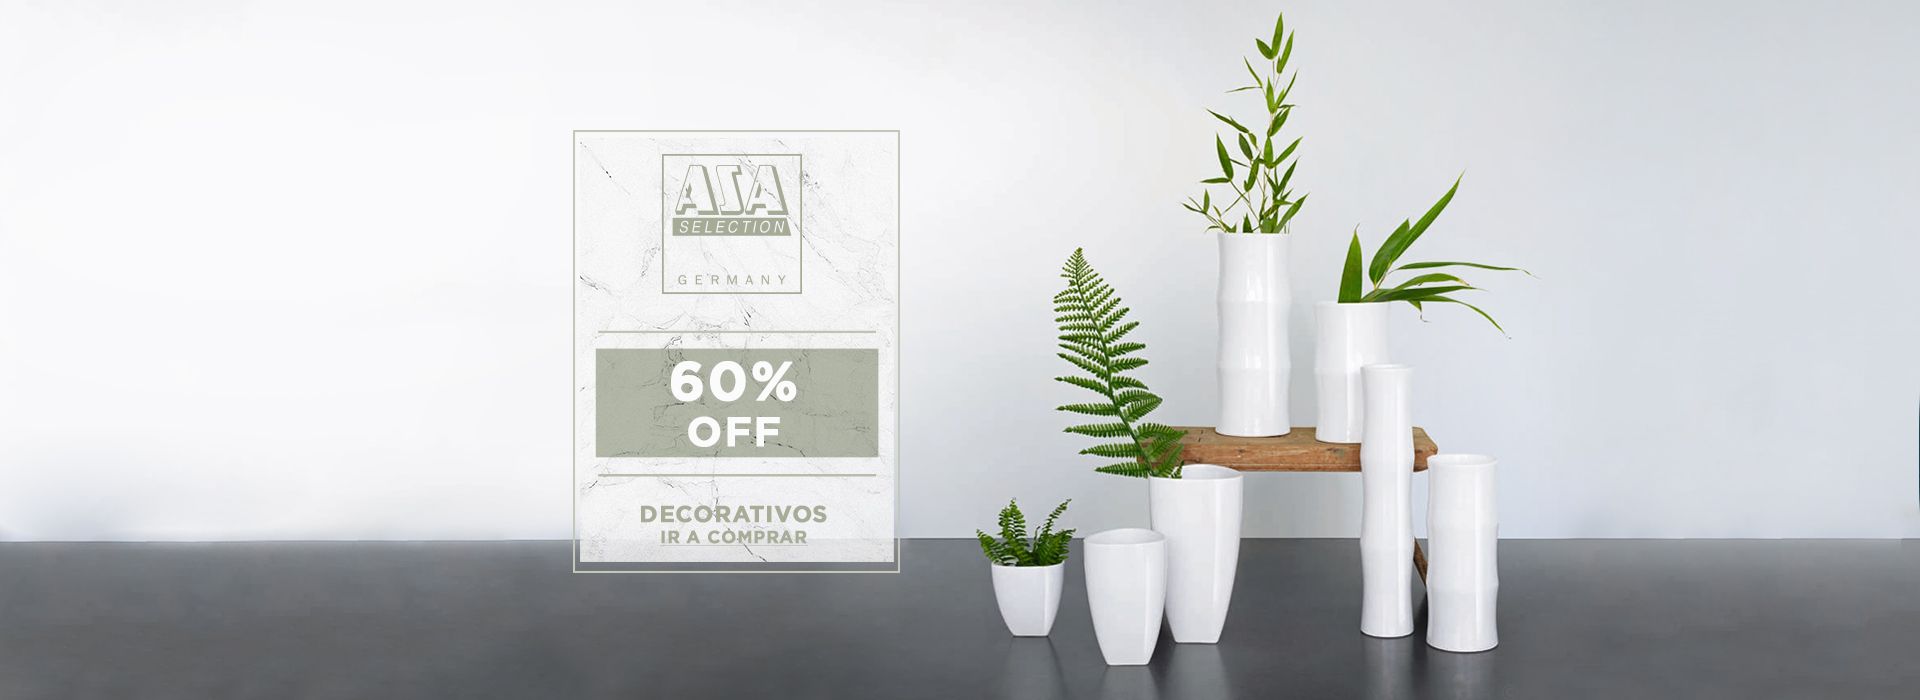 ASA
SELECTION
GERMANY
60%
OFF
DECORATIVOS
IR A COMPRAR